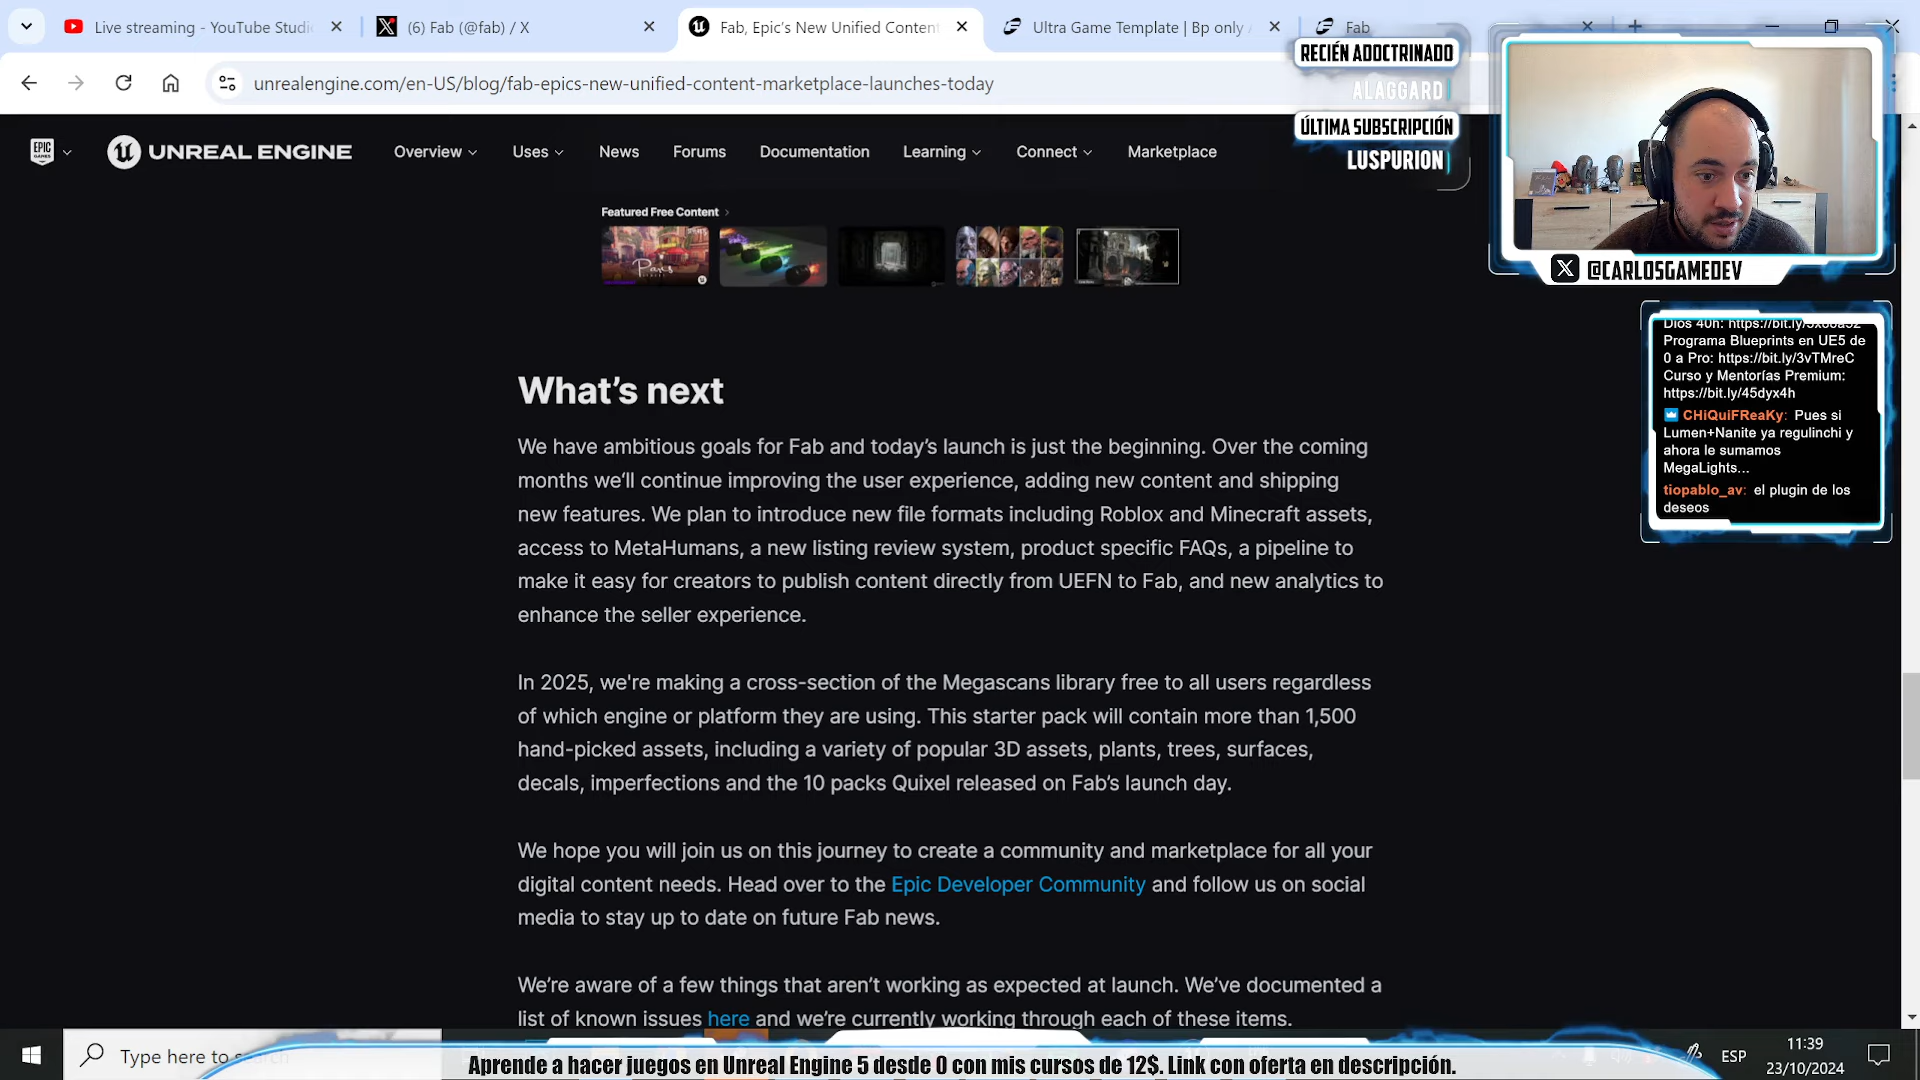 Live streaming - YouTube Studi
(6) Fab (@fab) / X
Fab, Epic's New Unified Content
Ultra Game Template | Bp only
Fab
unrealengine.com/en-US/blog/fab-epics-new-unified-content-marketplace-launches-today
RECIÉN ADOCTRINADO
ALAGGARD
ÚLTIMA SUBSCRIPCIÓN
LUSPURION
EPIC GAMES
UNREAL ENGINE
Overview
Uses
News
Forums
Documentation
Learning
Connect
Marketplace
Featured Free Content
Paris
@CARLOSGAMEDEV
What's next
We have ambitious goals for Fab and today's launch is just the beginning. Over the coming
months we'll continue improving the user experience, adding new content and shipping
new features. We plan to introduce new file formats including Roblox and Minecraft assets,
access to MetaHumans, a new listing review system, product specific FAQs, a pipeline to
make it easy for creators to publish content directly from UEFN to Fab, and new analytics to
enhance the seller experience.
In 2025, we're making a cross-section of the Megascans library free to all users regardless
of which engine or platform they are using. This starter pack will contain more than 1,500
hand-picked assets, including a variety of popular 3D assets, plants, trees, surfaces,
decals, imperfections and the 10 packs Quixel released on Fab's launch day.
We hope you will join us on this journey to create a community and marketplace for all your
digital content needs. Head over to the Epic Developer Community and follow us on social
media to stay up to date on future Fab news.
We're aware of a few things that aren't working as expected at launch. We've documented a
list of known issues here and we're currently working through each of these items.
Dios 40h:
Programa Blueprints en UE5 de
0 a Pro: https://bit.ly/3vTMreC
Curso y Mentorías Premium:
https://bit.ly/45dyx4h
CHiQuiFReaKy: Pues si
Lumen+Nanite ya regulinchi y
ahora le sumamos
MegaLights...
tiopablo_av: el plugin de los
deseos
Type here to search
Aprende a hacer juegos en Unreal Engine 5 desde 0 con mis cursos de 12$. Link con oferta en descripción.
ESP
11:39
23/10/2024